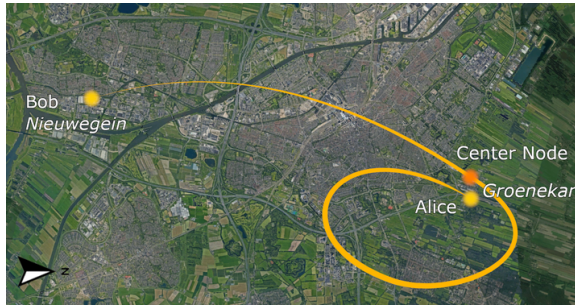 Bob
Nieuwegein
Center Node
Groenekan
Alice
N